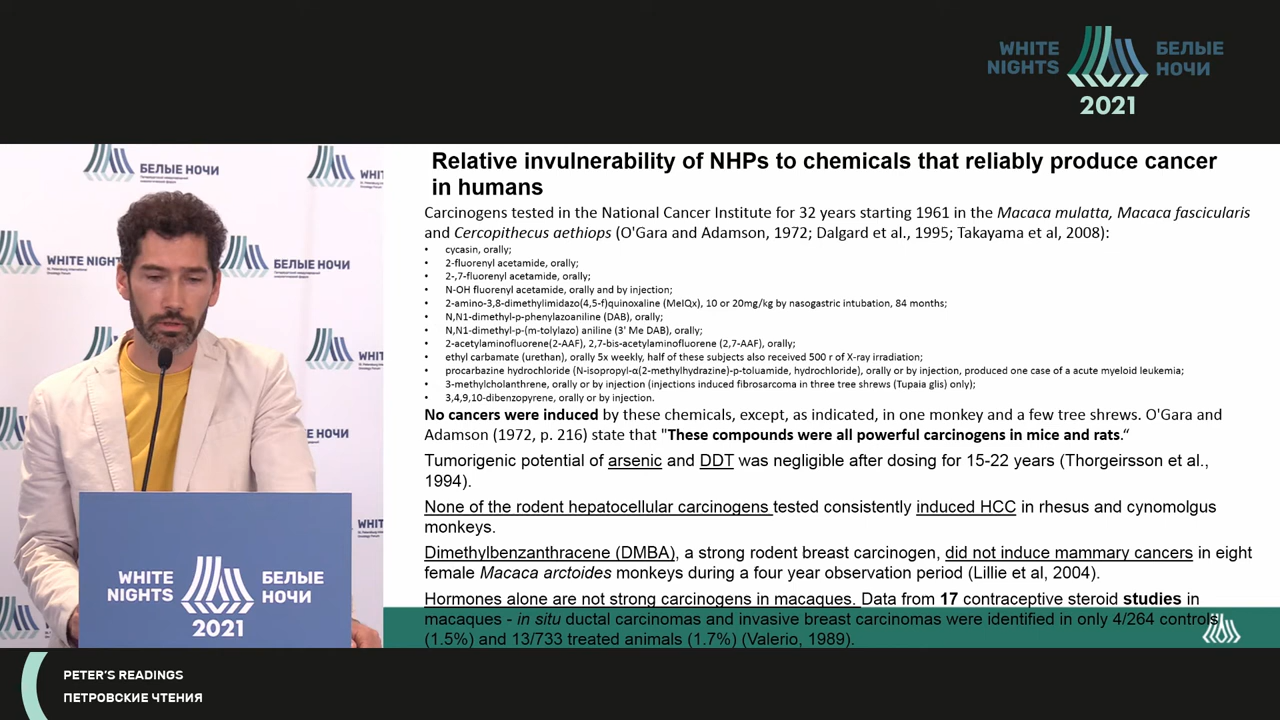 WHITE
NIGHTS
БЕЛЫЕ
НОЧИ
2021
БЕЛЫЕ НОЧИ
WHITE NIGHT
БЕЛЫЕ НОЧИ
WHITE
NIGHTS
БЕЛЫЕ
НОЧИ
2021
Relative invulnerability of NHPs to chemicals that reliably produce cancer
in humans
Carcinogens tested in the National Cancer Institute for 32 years starting 1961 in the Macaca mulatta, Macaca fascicularis
and Cercopithecus aethiops (O'Gara and Adamson, 1972; Dalgard et al., 1995; Takayama et al, 2008):
• cycasin, orally;
• 2-fluorenyl acetamide, orally;
• 2-,7-fluorenyl acetamide, orally;
• N-OH fluorenyl acetamide, orally and by injection;
• 2-amino-3,8-dimethylimidazo(4,5-f)quinoxaline (MeIQx), 10 or 20mg/kg by nasogastric intubation, 84 months;
• N,N1-dimethyl-p-phenylazoaniline (DAB), orally;
• N,N1-dimethyl-p-(m-tolylazo) aniline (3' Me DAB), orally;
• 2-acetylaminofluorene(2-AAF), 2,7-bis-acetylaminofluorene (2,7-AAF), orally;
• ethyl carbamate (urethan), orally 5x weekly, half of these subjects also received 500 r of X-ray irradiation;
• procarbazine hydrochloride (N-isopropyl-α(2-methylhydrazine)-p-toluamide, hydrochloride), orally or by injection, produced one case of a acute myeloid leukemia;
• 3-methylcholanthrene, orally or by injection (injections induced fibrosarcoma in three tree shrews (Tupaia glis) only);
• 3,4,9,10-dibenzopyrene, orally or by injection.
No cancers were induced by these chemicals, except, as indicated, in one monkey and a few tree shrews. O'Gara and
Adamson (1972, p. 216) state that "These compounds were all powerful carcinogens in mice and rats.“
Tumorigenic potential of arsenic and DDT was negligible after dosing for 15-22 years (Thorgeirsson et al.,
1994).
None of the rodent hepatocellular carcinogens tested consistently induced HCC in rhesus and cynomolgus
monkeys.
Dimethylbenzanthracene (DMBA), a strong rodent breast carcinogen, did not induce mammary cancers in eight
female Macaca arctoides monkeys during a four year observation period (Lillie et al, 2004).
Hormones alone are not strong carcinogens in macaques. Data from 17 contraceptive steroid studies in
macaques - in situ ductal carcinomas and invasive breast carcinomas were identified in only 4/264 controls
(1.5%) and 13/733 treated animals (1.7%) (Valerio, 1989).
PETER'S READINGS
ПЕТРОВСКИЕ ЧТЕНИЯ